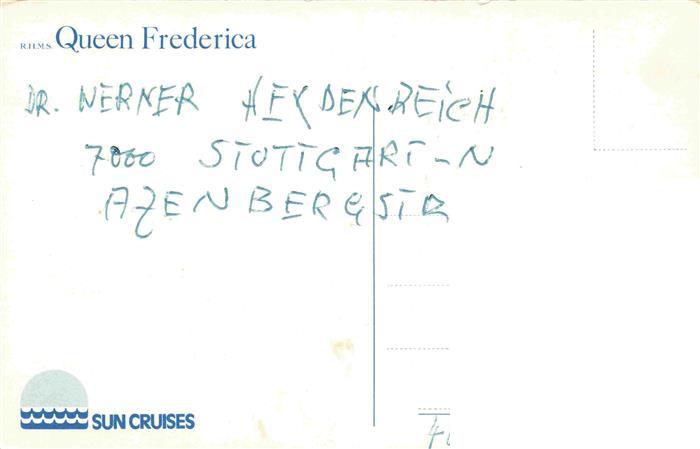 R.H.M.S. Queen Frederica
DR. WERNER HEYDENREICH
7000 STUTTGART-N
AZENBERGSTR
SUN CRUISES